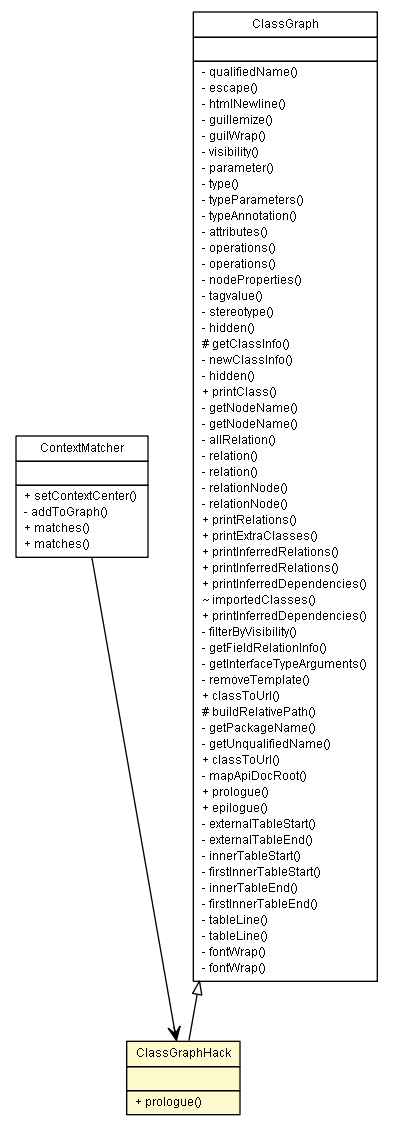 ClassGraph
- qualifiedName()
- escape()
- htmlNewline()
- guillemize()
- guilWrap()
- visibility()
- parameter()
- type()
- typeParameters()
- typeAnnotation()
- attributes()
- operations()
- operations()
- nodeProperties()
- tagvalue()
- stereotype()
- hidden()
# getClassInfo()
- newClassInfo()
- hidden()
+ printClass()
- getNodeName()
- getNodeName()
- allRelation()
- relation()
- relation()
- relationNode()
- relationNode()
+ printRelations()
+ printExtraClasses()
+ printInferredRelations()
+ printInferredRelations()
+ printInferredDependencies()
~ importedClasses()
+ printInferredDependencies()
- filterByVisibility()
- getFieldRelationInfo()
- getInterfaceTypeArguments()
- removeTemplate()
+ classToUrl()
# buildRelativePath()
- getPackageName()
- getUnqualifiedName()
+ classToUrl()
- mapApiDocRoot()
+ prologue()
+ epilogue()
- externalTableStart()
- externalTableEnd()
- innerTableStart()
- firstInnerTableStart()
- innerTableEnd()
- firstInnerTableEnd()
- tableLine()
- tableLine()
- fontWrap()
- fontWrap()
ContextMatcher
+ setContextCenter()
- addToGraph()
+ matches()
+ matches()
ClassGraphHack
+ prologue()